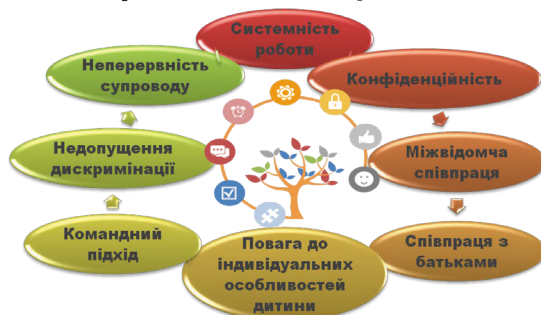 Системність
роботи
Конфіденційність
Міжвідомча
співпраця
Співпраця з
батьками
Повага до
індивідуальних
особливостей
дитини
Командний
підхід
Недопущення
дискримінації
Неперервність
супроводу